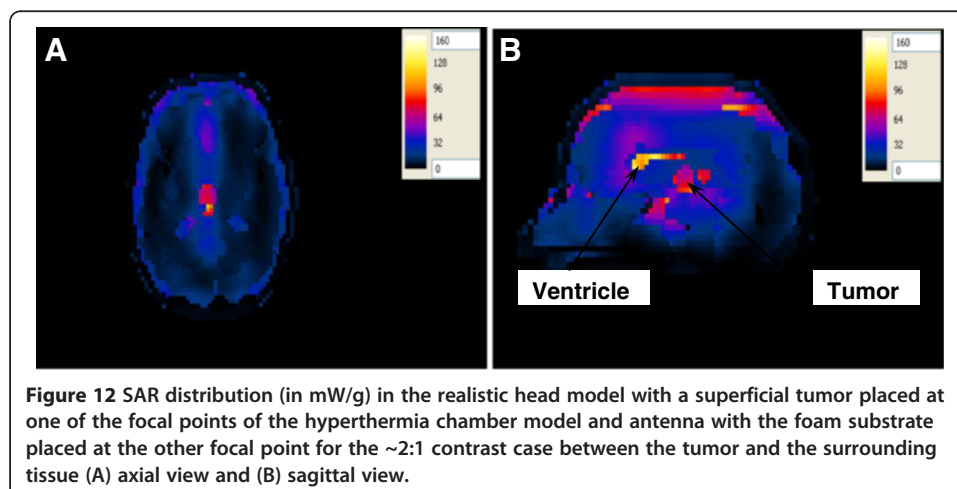 A
160
128
96
64
32
0
B
160
128
96
64
32
0
Ventricle
Tumor
Figure 12 SAR distribution (in mW/g) in the realistic head model with a superficial tumor placed at
one of the focal points of the hyperthermia chamber model and antenna with the foam substrate
placed at the other focal point for the ~2:1 contrast case between the tumor and the surrounding
tissue (A) axial view and (B) sagittal view.